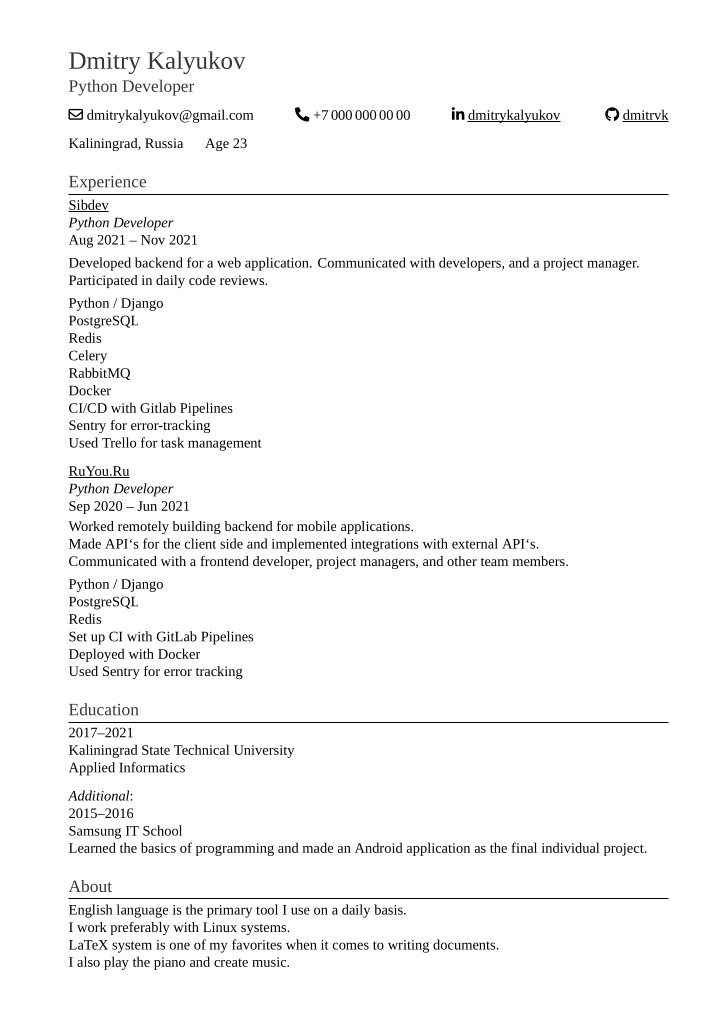 Dmitry Kalyukov
Python Developer
dmitrykalyukov@gmail.com +7 000 000 00 00 dmitrykalyukov dmitrvk
Kaliningrad, Russia Age 23
Experience
Sibdev
Python Developer
Aug 2021 – Nov 2021
Developed backend for a web application. Communicated with developers, and a project manager.
Participated in daily code reviews.
Python / Django
PostgreSQL
Redis
Celery
RabbitMQ
Docker
CI/CD with Gitlab Pipelines
Sentry for error-tracking
Used Trello for task management
RuYou.Ru
Python Developer
Sep 2020 – Jun 2021
Worked remotely building backend for mobile applications.
Made API‘s for the client side and implemented integrations with external API‘s.
Communicated with a frontend developer, project managers, and other team members.
Python / Django
PostgreSQL
Redis
Set up CI with GitLab Pipelines
Deployed with Docker
Used Sentry for error tracking
Education
2017–2021
Kaliningrad State Technical University
Applied Informatics
Additional:
2015–2016
Samsung IT School
Learned the basics of programming and made an Android application as the final individual project.
About
English language is the primary tool I use on a daily basis.
I work preferably with Linux systems.
LaTeX system is one of my favorites when it comes to writing documents.
I also play the piano and create music.